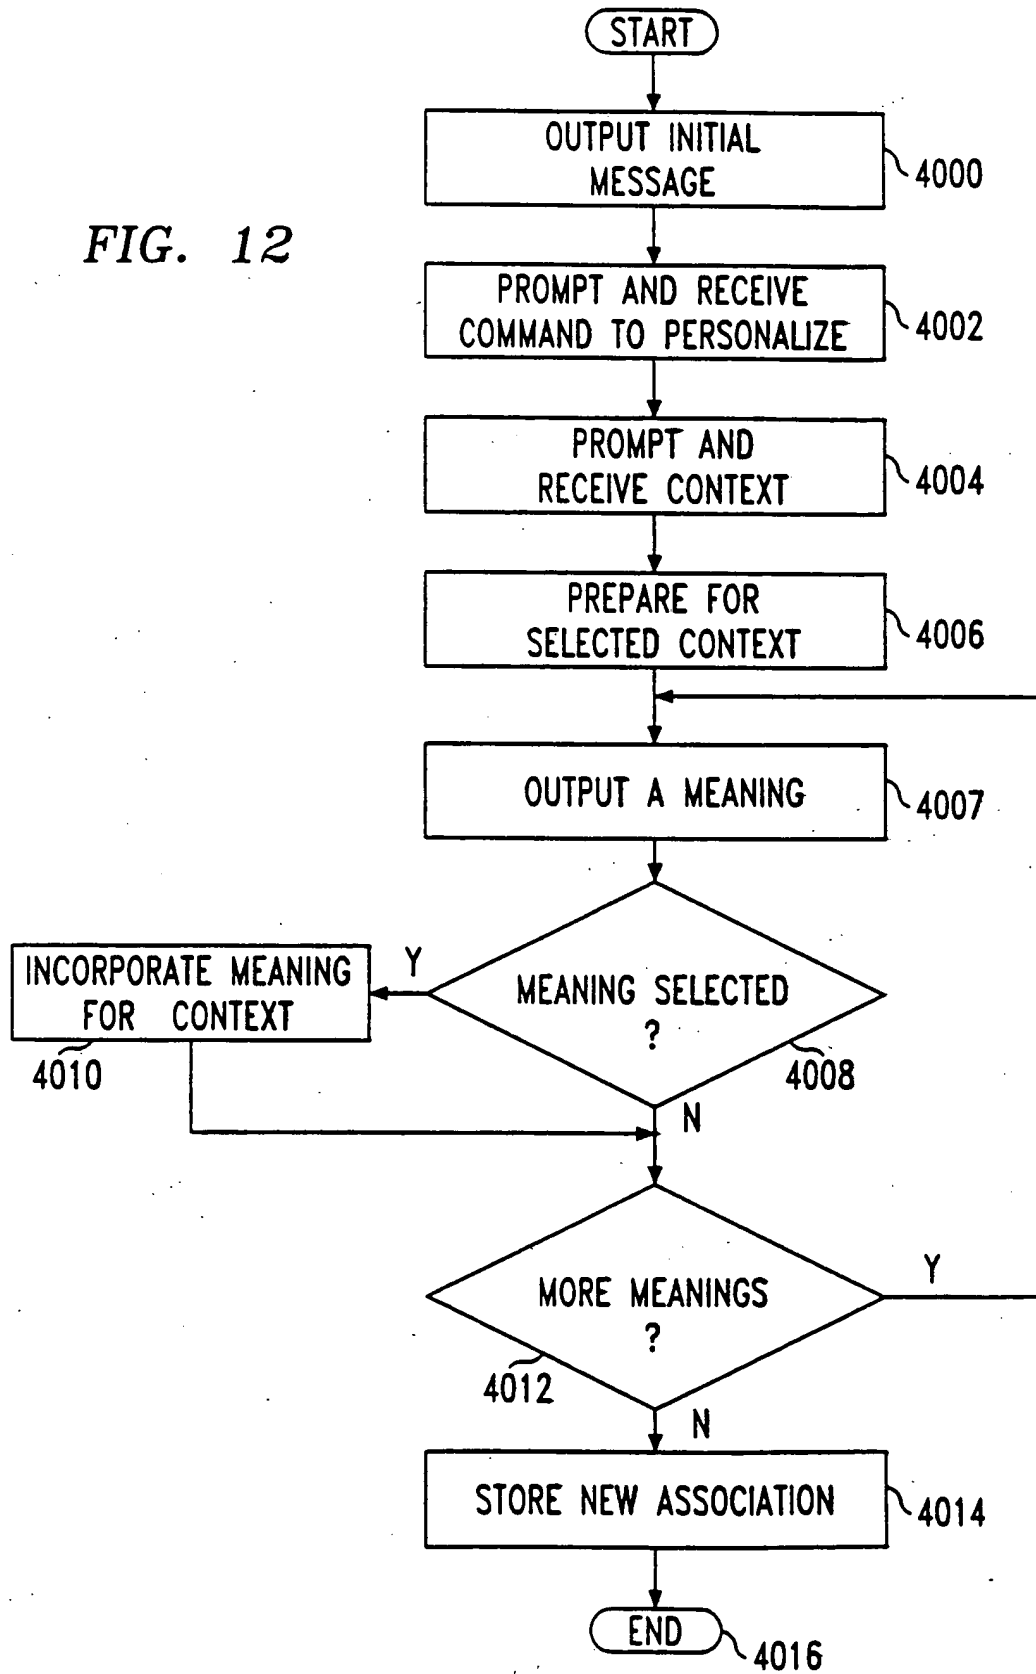 START
OUTPUT INITIAL
MESSAGE
4000
FIG. 12
PROMPT AND RECEIVE
COMMAND TO PERSONALIZE
4002
PROMPT AND
RECEIVE CONTEXT
4004
PREPARE FOR
SELECTED CONTEXT
4006
OUTPUT A MEANING
4007
INCORPORATE MEANING
FOR CONTEXT
4010
Y
MEANING SELECTED
?
4008
N
MORE MEANINGS
?
4012
Y
N
STORE NEW ASSOCIATION
4014
END
4016